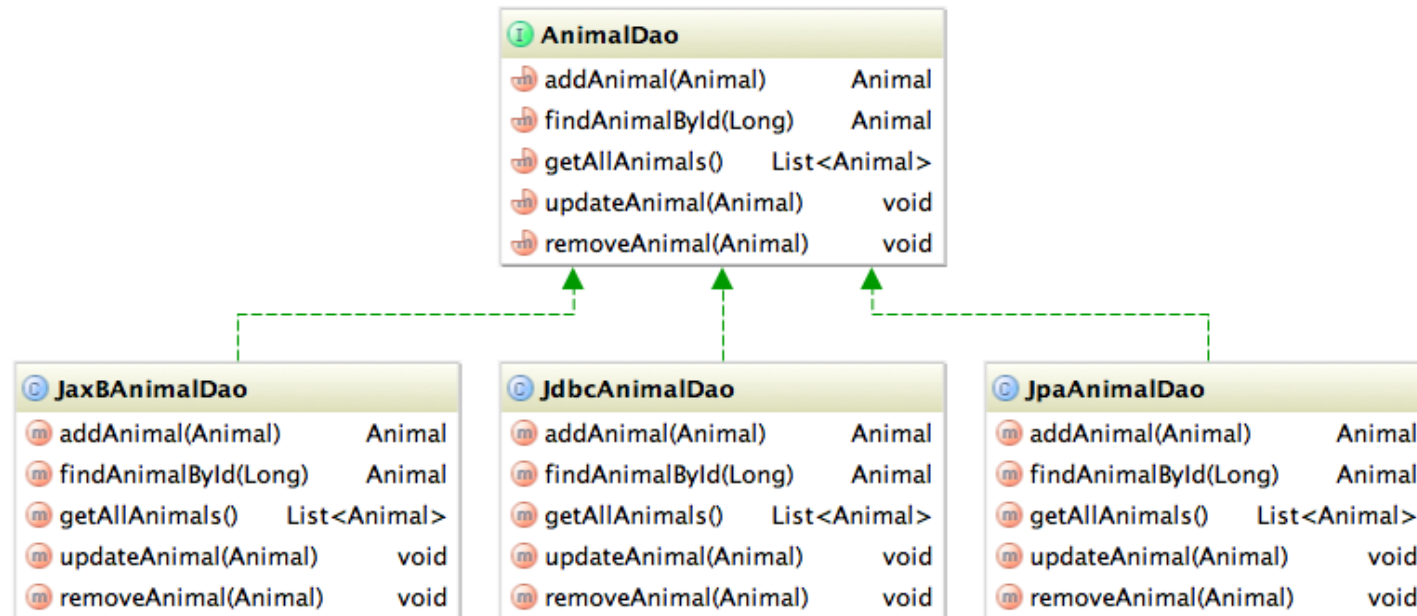 I AnimalDao
m addAnimal(Animal) Animal
m findAnimalById(Long) Animal
m getAllAnimals() List<Animal>
m updateAnimal(Animal) void
m removeAnimal(Animal) void
C JaxBAnimalDao
m addAnimal(Animal) Animal
m findAnimalById(Long) Animal
m getAllAnimals() List<Animal>
m updateAnimal(Animal) void
m removeAnimal(Animal) void
C JdbcAnimalDao
m addAnimal(Animal) Animal
m findAnimalById(Long) Animal
m getAllAnimals() List<Animal>
m updateAnimal(Animal) void
m removeAnimal(Animal) void
C JpaAnimalDao
m addAnimal(Animal) Animal
m findAnimalById(Long) Animal
m getAllAnimals() List<Animal>
m updateAnimal(Animal) void
m removeAnimal(Animal) void